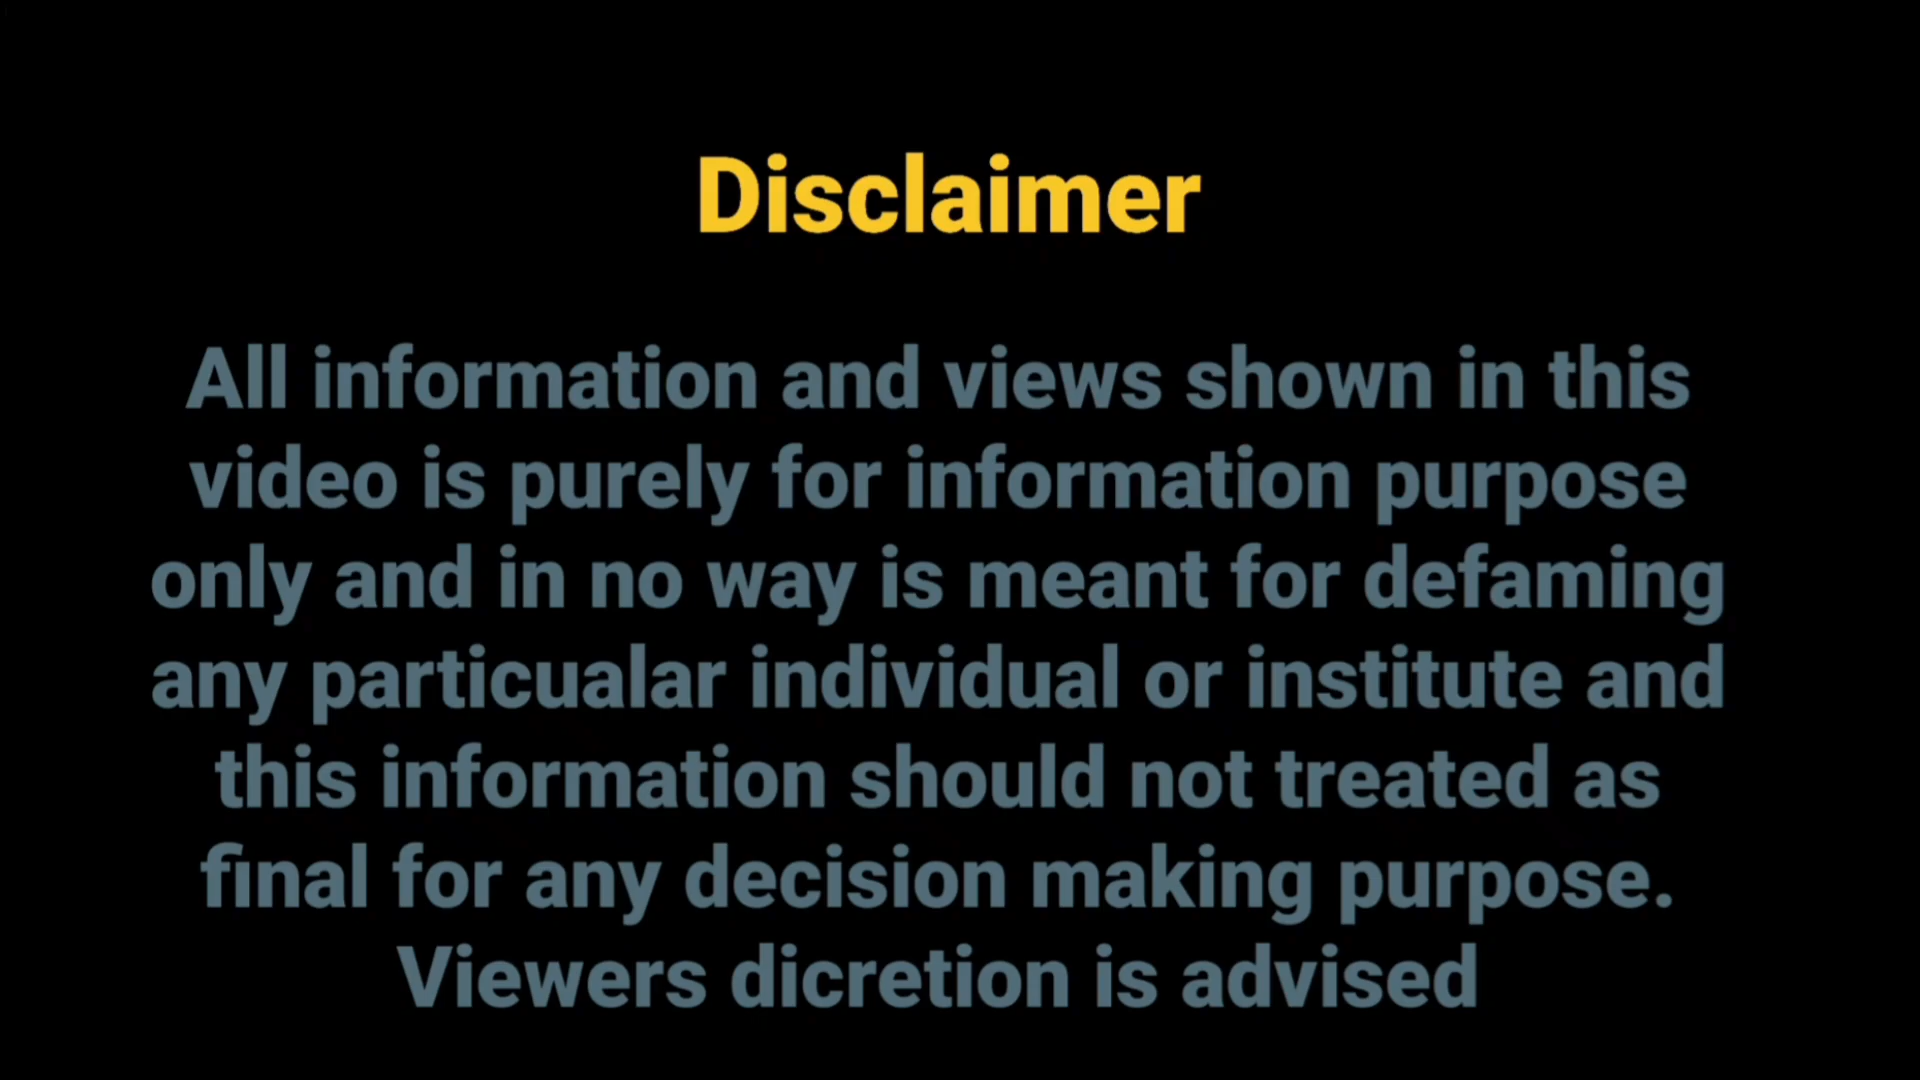 Disclaimer
All information and views shown in this
video is purely for information purpose
only and in no way is meant for defaming
any particualar individual or institute and
this information should not treated as
final for any decision making purpose.
Viewers dicretion is advised